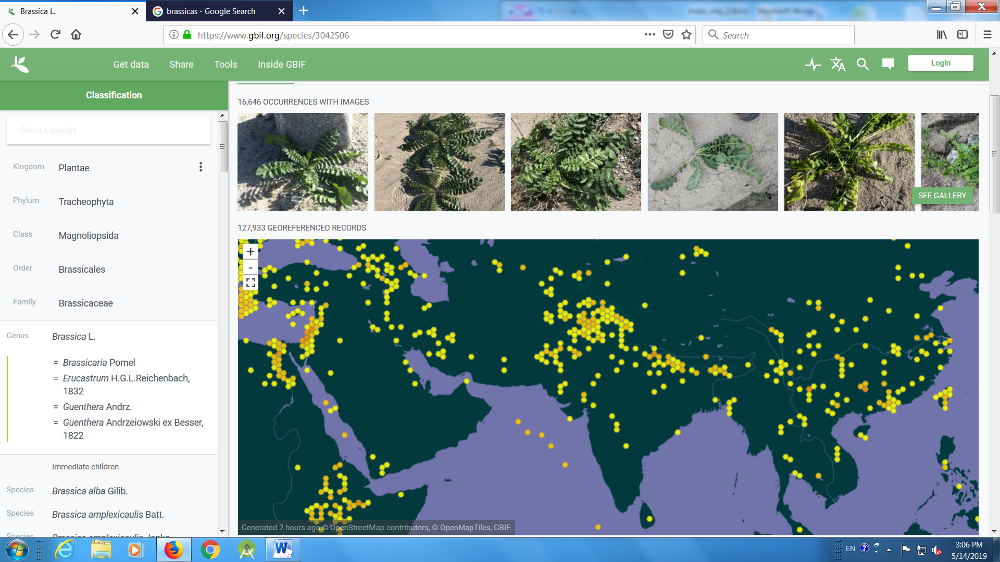 Brassica L.
brassicas - Google Search
https://www.gbif.org/species/3042506
Search
Get data
Share
Tools
Inside GBIF
Login
Classification
Select a species
Kingdom Plantae
Phylum Tracheophyta
Class Magnoliopsida
Order Brassicales
Family Brassicaceae
Genus Brassica L.
= Brassicaria Pomel
= Erucastrum H.G.L.Reichenbach,
1832
= Guenthera Andrz.
= Guenthera Andrzeiowski ex Besser,
1822
Immediate children
Species Brassica alba Gilib.
Species Brassica amplexicaulis Batt.
Species Brassica amplexicaulis Janka
16,646 OCCURRENCES WITH IMAGES
SEE GALLERY
127,933 GEOREFERENCED RECORDS
+
-
Generated 2 hours ago © OpenStreetMap contributors, © OpenMapTiles, GBIF.
EN
3:06 PM
5/14/2019